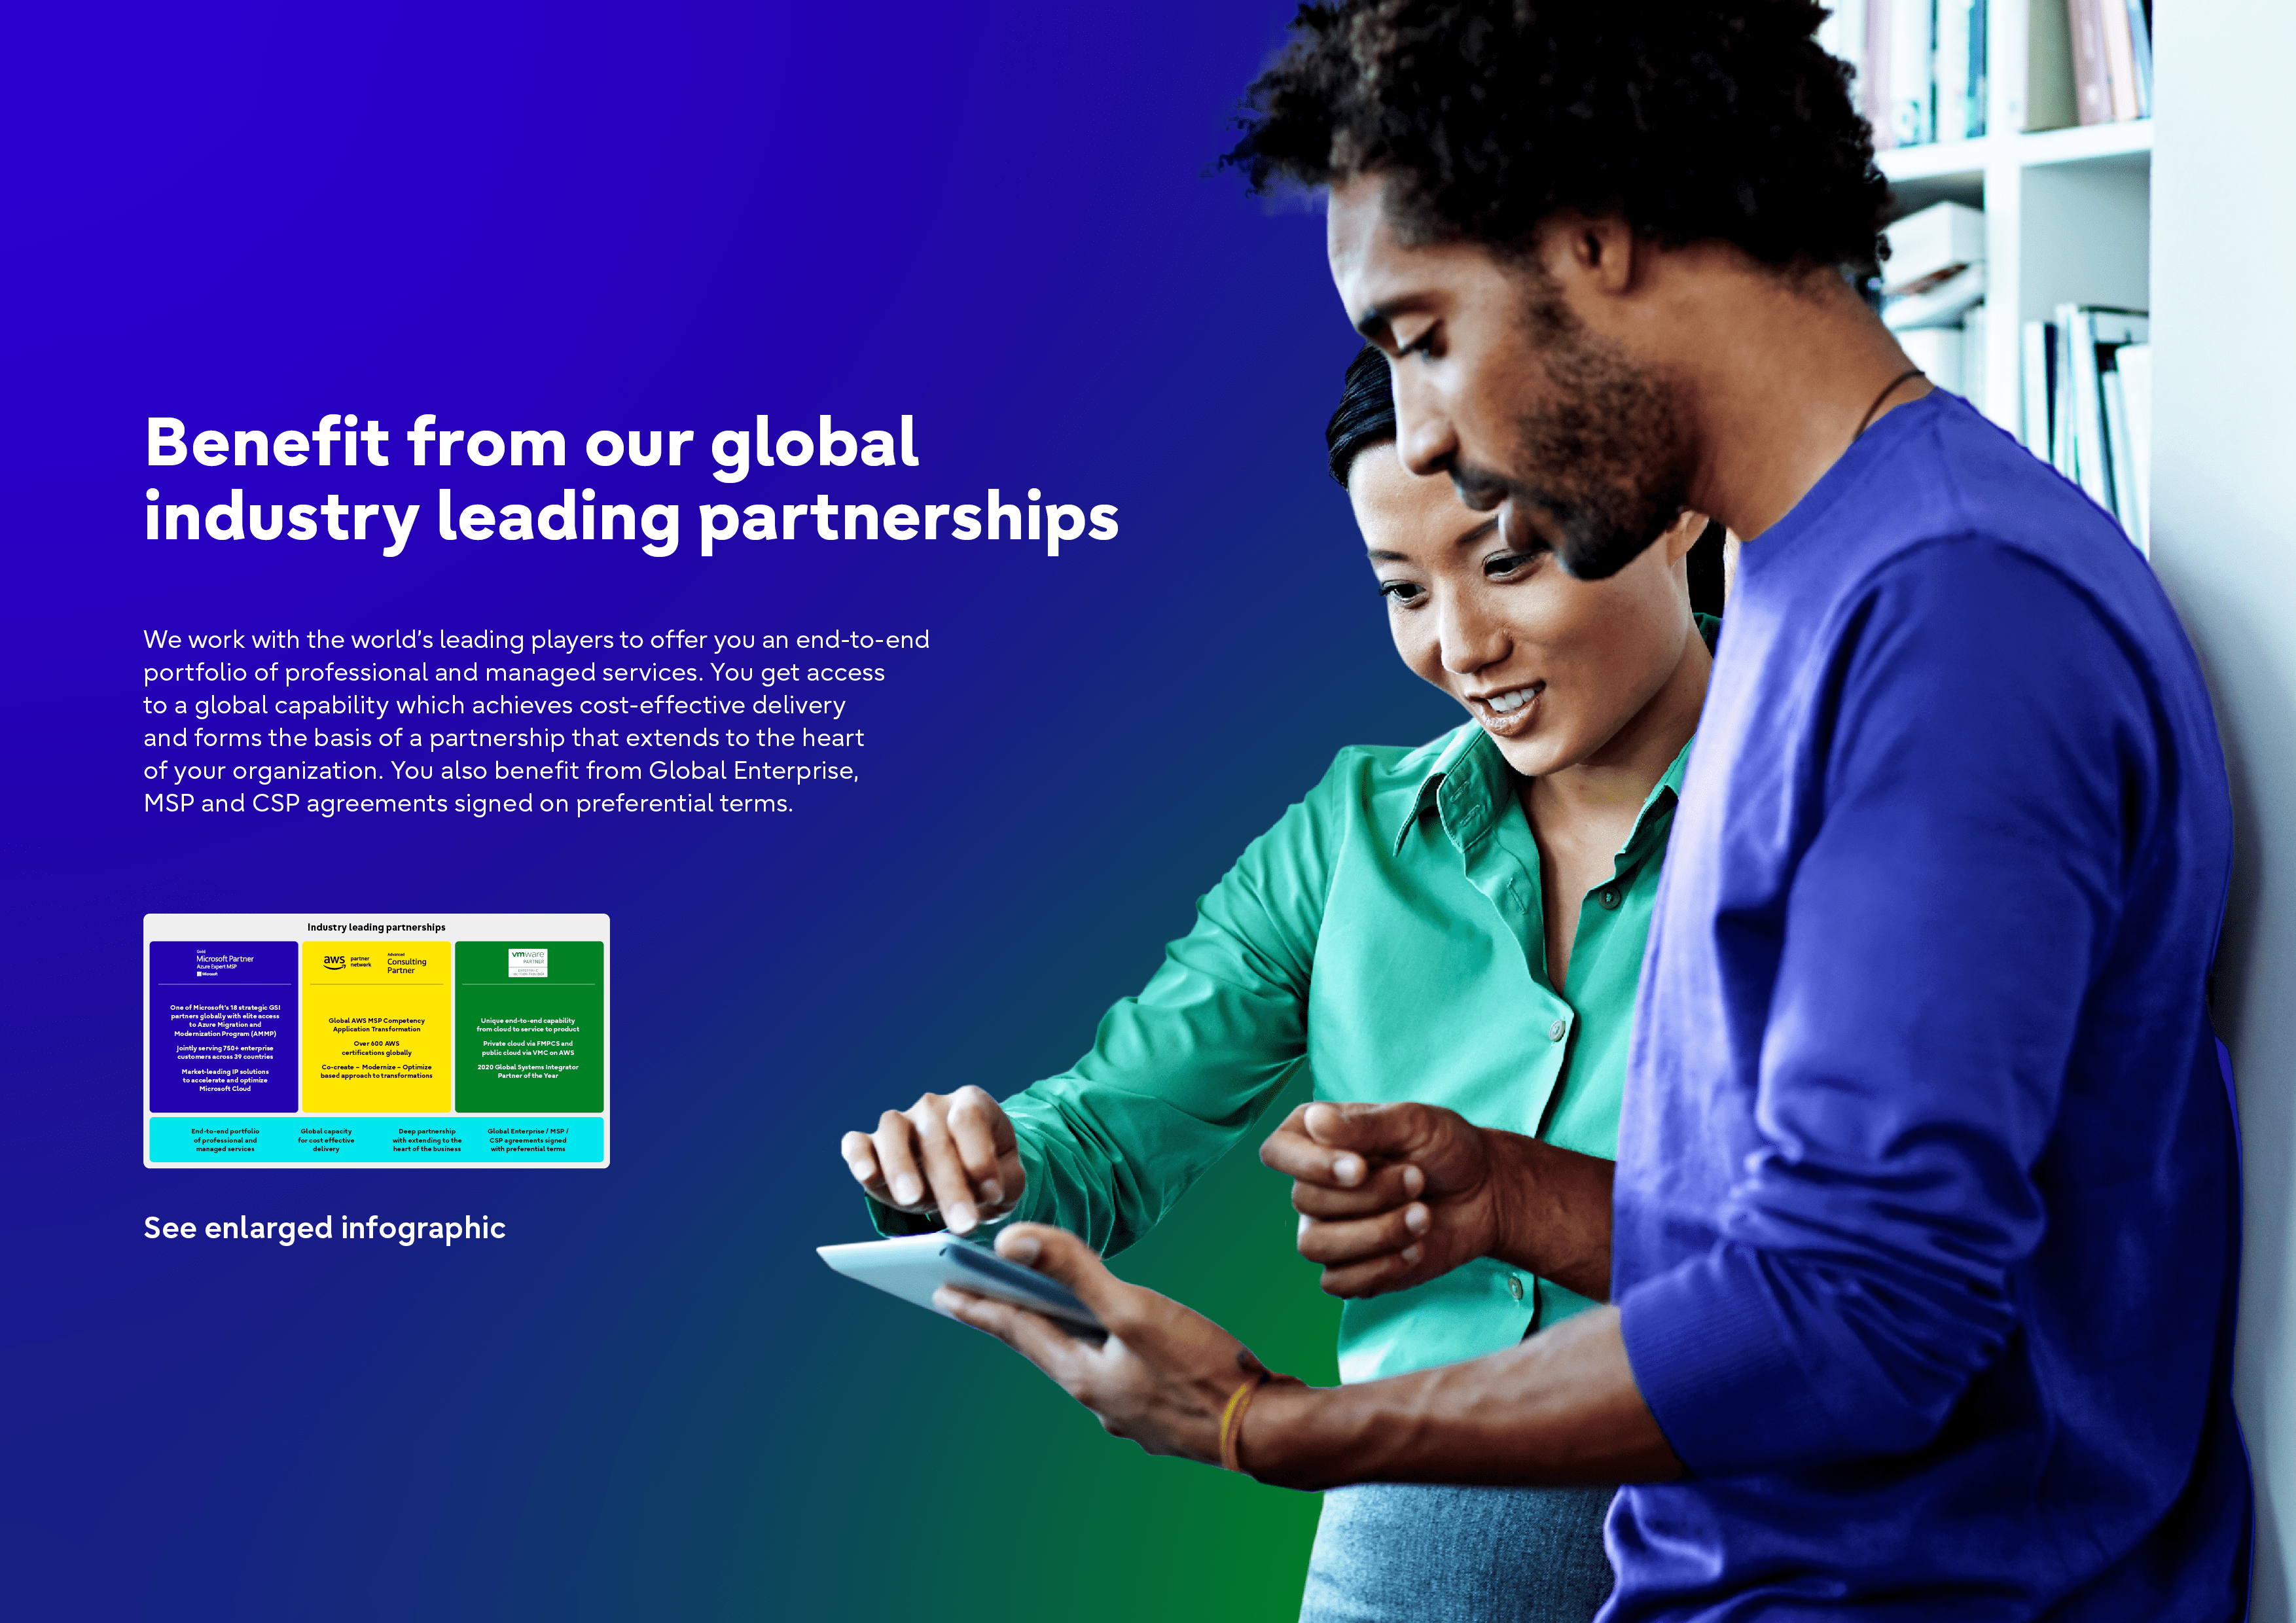 Benefit from our global
industry leading partnerships
We work with the world's leading players to offer you an end-to-end
portfolio of professional and managed services. You get access
to a global capability which achieves cost-effective delivery
and forms the basis of a partnership that extends to the heart
of your organization. You also benefit from Global Enterprise,
MSP and CSP agreements signed on preferential terms.
Industry leading partnerships
Gold
Microsoft Partner
Azure Expert MSP
Microsoft
One of Microsoft's 18 strategic GSI
partners globally with elite access
to Azure Migration and
Modernization Program (AMMP)
Jointly serving 750+ enterprise
customers across 39 countries
Market-leading IP solutions
to accelerate and optimize
Microsoft Cloud
aws partner
network
Advanced
Consulting
Partner
Global AWS MSP Competency
Application Transformation
Over 600 AWS
certifications globally
Co-create – Modernize – Optimize
based approach to transformations
vmware
PARTNER
Unique end-to-end capability
from cloud to service to product
Private cloud via FMPCS and
public cloud via VMC on AWS
2020 Global Systems Integrator
Partner of the Year
End-to-end portfolio
of professional and
managed services
Global capacity
for cost effective
delivery
Deep partnership
with extending to the
heart of the business
Global Enterprise / MSP /
CSP agreements signed
with preferential terms
See enlarged infographic